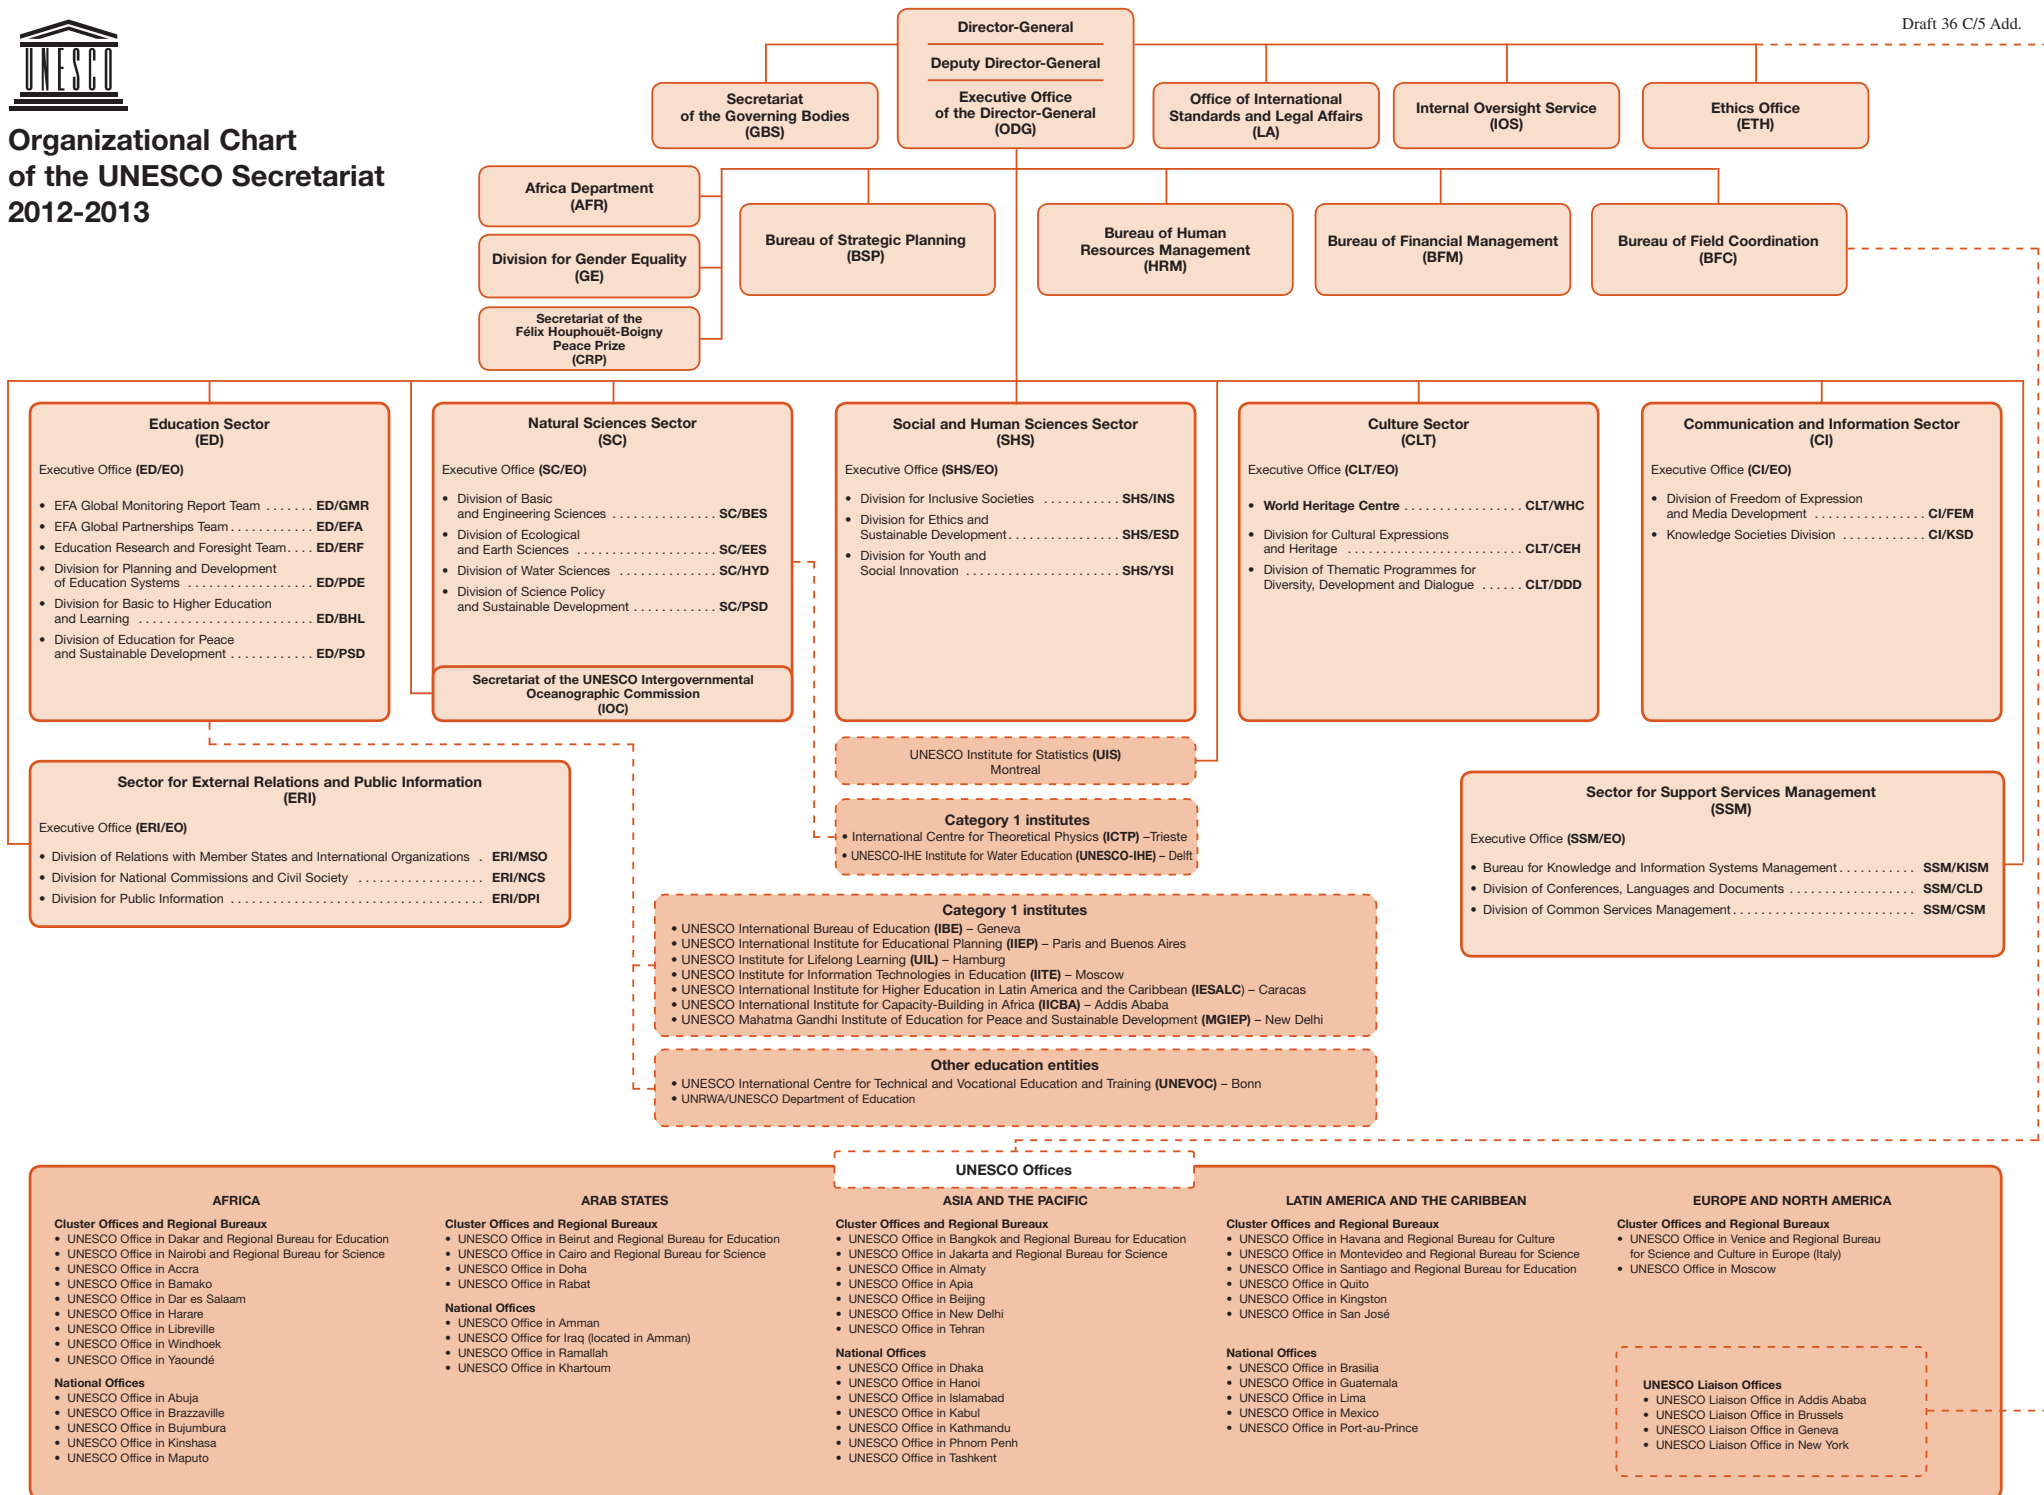 Draft 36 C/5 Add.
UNESCO
Organizational Chart
of the UNESCO Secretariat
2012-2013
Director-General
Deputy Director-General
Executive Office
of the Director-General
(ODG)
Secretariat
of the Governing Bodies
(GBS)
Office of International
Standards and Legal Affairs
(LA)
Internal Oversight Service
(IOS)
Ethics Office
(ETH)
Africa Department
(AFR)
Division for Gender Equality
(GE)
Secretariat of the
Félix Houphouët-Boigny
Peace Prize
(CRP)
Bureau of Strategic Planning
(BSP)
Bureau of Human
Resources Management
(HRM)
Bureau of Financial Management
(BFM)
Bureau of Field Coordination
(BFC)
Education Sector
(ED)
Executive Office (ED/EO)
• EFA Global Monitoring Report Team . . . . . . . ED/GMR
• EFA Global Partnerships Team . . . . . . . . . . . . ED/EFA
• Education Research and Foresight Team . . . . ED/ERF
• Division for Planning and Development
of Education Systems . . . . . . . . . . . . . . . . . . ED/PDE
• Division for Basic to Higher Education
and Learning . . . . . . . . . . . . . . . . . . . . . . . . . ED/BHL
• Division of Education for Peace
and Sustainable Development . . . . . . . . . . . . ED/PSD
Natural Sciences Sector
(SC)
Executive Office (SC/EO)
• Division of Basic
and Engineering Sciences . . . . . . . . . . . . . . . SC/BES
• Division of Ecological
and Earth Sciences . . . . . . . . . . . . . . . . . . . . SC/EES
• Division of Water Sciences . . . . . . . . . . . . . . SC/HYD
• Division of Science Policy
and Sustainable Development . . . . . . . . . . . . SC/PSD
Secretariat of the UNESCO Intergovernmental
Oceanographic Commission
(IOC)
Social and Human Sciences Sector
(SHS)
Executive Office (SHS/EO)
• Division for Inclusive Societies . . . . . . . . . . . SHS/INS
• Division for Ethics and
Sustainable Development . . . . . . . . . . . . . . . . SHS/ESD
• Division for Youth and
Social Innovation . . . . . . . . . . . . . . . . . . . . . . SHS/YSI
Culture Sector
(CLT)
Executive Office (CLT/EO)
• World Heritage Centre . . . . . . . . . . . . . . . . . CLT/WHC
• Division for Cultural Expressions
and Heritage . . . . . . . . . . . . . . . . . . . . . . . . . CLT/CEH
• Division of Thematic Programmes for
Diversity, Development and Dialogue . . . . . . CLT/DDD
Communication and Information Sector
(CI)
Executive Office (CI/EO)
• Division of Freedom of Expression
and Media Development . . . . . . . . . . . . . . . . CI/FEM
• Knowledge Societies Division . . . . . . . . . . . . CI/KSD
Sector for External Relations and Public Information
(ERI)
Executive Office (ERI/EO)
• Division of Relations with Member States and International Organizations . ERI/MSO
• Division for National Commissions and Civil Society . . . . . . . . . . . . . . . . . . ERI/NCS
• Division for Public Information . . . . . . . . . . . . . . . . . . . . . . . . . . . . . . . . . . . . ERI/DPI
UNESCO Institute for Statistics (UIS)
Montreal
Category 1 institutes
• International Centre for Theoretical Physics (ICTP) –Trieste
• UNESCO-IHE Institute for Water Education (UNESCO-IHE) – Delft
Sector for Support Services Management
(SSM)
Executive Office (SSM/EO)
• Bureau for Knowledge and Information Systems Management . . . . . . . . . . . SSM/KISM
• Division of Conferences, Languages and Documents . . . . . . . . . . . . . . . . . . SSM/CLD
• Division of Common Services Management . . . . . . . . . . . . . . . . . . . . . . . . . . SSM/CSM
Category 1 institutes
• UNESCO International Bureau of Education (IBE) – Geneva
• UNESCO International Institute for Educational Planning (IIEP) – Paris and Buenos Aires
• UNESCO Institute for Lifelong Learning (UIL) – Hamburg
• UNESCO Institute for Information Technologies in Education (IITE) – Moscow
• UNESCO International Institute for Higher Education in Latin America and the Caribbean (IESALC) – Caracas
• UNESCO International Institute for Capacity-Building in Africa (IICBA) – Addis Ababa
• UNESCO Mahatma Gandhi Institute of Education for Peace and Sustainable Development (MGIEP) – New Delhi
Other education entities
• UNESCO International Centre for Technical and Vocational Education and Training (UNEVOC) – Bonn
• UNRWA/UNESCO Department of Education
UNESCO Offices
AFRICA
Cluster Offices and Regional Bureaux
• UNESCO Office in Dakar and Regional Bureau for Education
• UNESCO Office in Nairobi and Regional Bureau for Science
• UNESCO Office in Accra
• UNESCO Office in Bamako
• UNESCO Office in Dar es Salaam
• UNESCO Office in Harare
• UNESCO Office in Libreville
• UNESCO Office in Windhoek
• UNESCO Office in Yaoundé
National Offices
• UNESCO Office in Abuja
• UNESCO Office in Brazzaville
• UNESCO Office in Bujumbura
• UNESCO Office in Kinshasa
• UNESCO Office in Maputo
ARAB STATES
Cluster Offices and Regional Bureaux
• UNESCO Office in Beirut and Regional Bureau for Education
• UNESCO Office in Cairo and Regional Bureau for Science
• UNESCO Office in Doha
• UNESCO Office in Rabat
National Offices
• UNESCO Office in Amman
• UNESCO Office for Iraq (located in Amman)
• UNESCO Office in Ramallah
• UNESCO Office in Khartoum
ASIA AND THE PACIFIC
Cluster Offices and Regional Bureaux
• UNESCO Office in Bangkok and Regional Bureau for Education
• UNESCO Office in Jakarta and Regional Bureau for Science
• UNESCO Office in Almaty
• UNESCO Office in Apia
• UNESCO Office in Beijing
• UNESCO Office in New Delhi
• UNESCO Office in Tehran
National Offices
• UNESCO Office in Dhaka
• UNESCO Office in Hanoi
• UNESCO Office in Islamabad
• UNESCO Office in Kabul
• UNESCO Office in Kathmandu
• UNESCO Office in Phnom Penh
• UNESCO Office in Tashkent
LATIN AMERICA AND THE CARIBBEAN
Cluster Offices and Regional Bureaux
• UNESCO Office in Havana and Regional Bureau for Culture
• UNESCO Office in Montevideo and Regional Bureau for Science
• UNESCO Office in Santiago and Regional Bureau for Education
• UNESCO Office in Quito
• UNESCO Office in Kingston
• UNESCO Office in San José
National Offices
• UNESCO Office in Brasilia
• UNESCO Office in Guatemala
• UNESCO Office in Lima
• UNESCO Office in Mexico
• UNESCO Office in Port-au-Prince
EUROPE AND NORTH AMERICA
Cluster Offices and Regional Bureaux
• UNESCO Office in Venice and Regional Bureau
for Science and Culture in Europe (Italy)
• UNESCO Office in Moscow
UNESCO Liaison Offices
• UNESCO Liaison Office in Addis Ababa
• UNESCO Liaison Office in Brussels
• UNESCO Liaison Office in Geneva
• UNESCO Liaison Office in New York